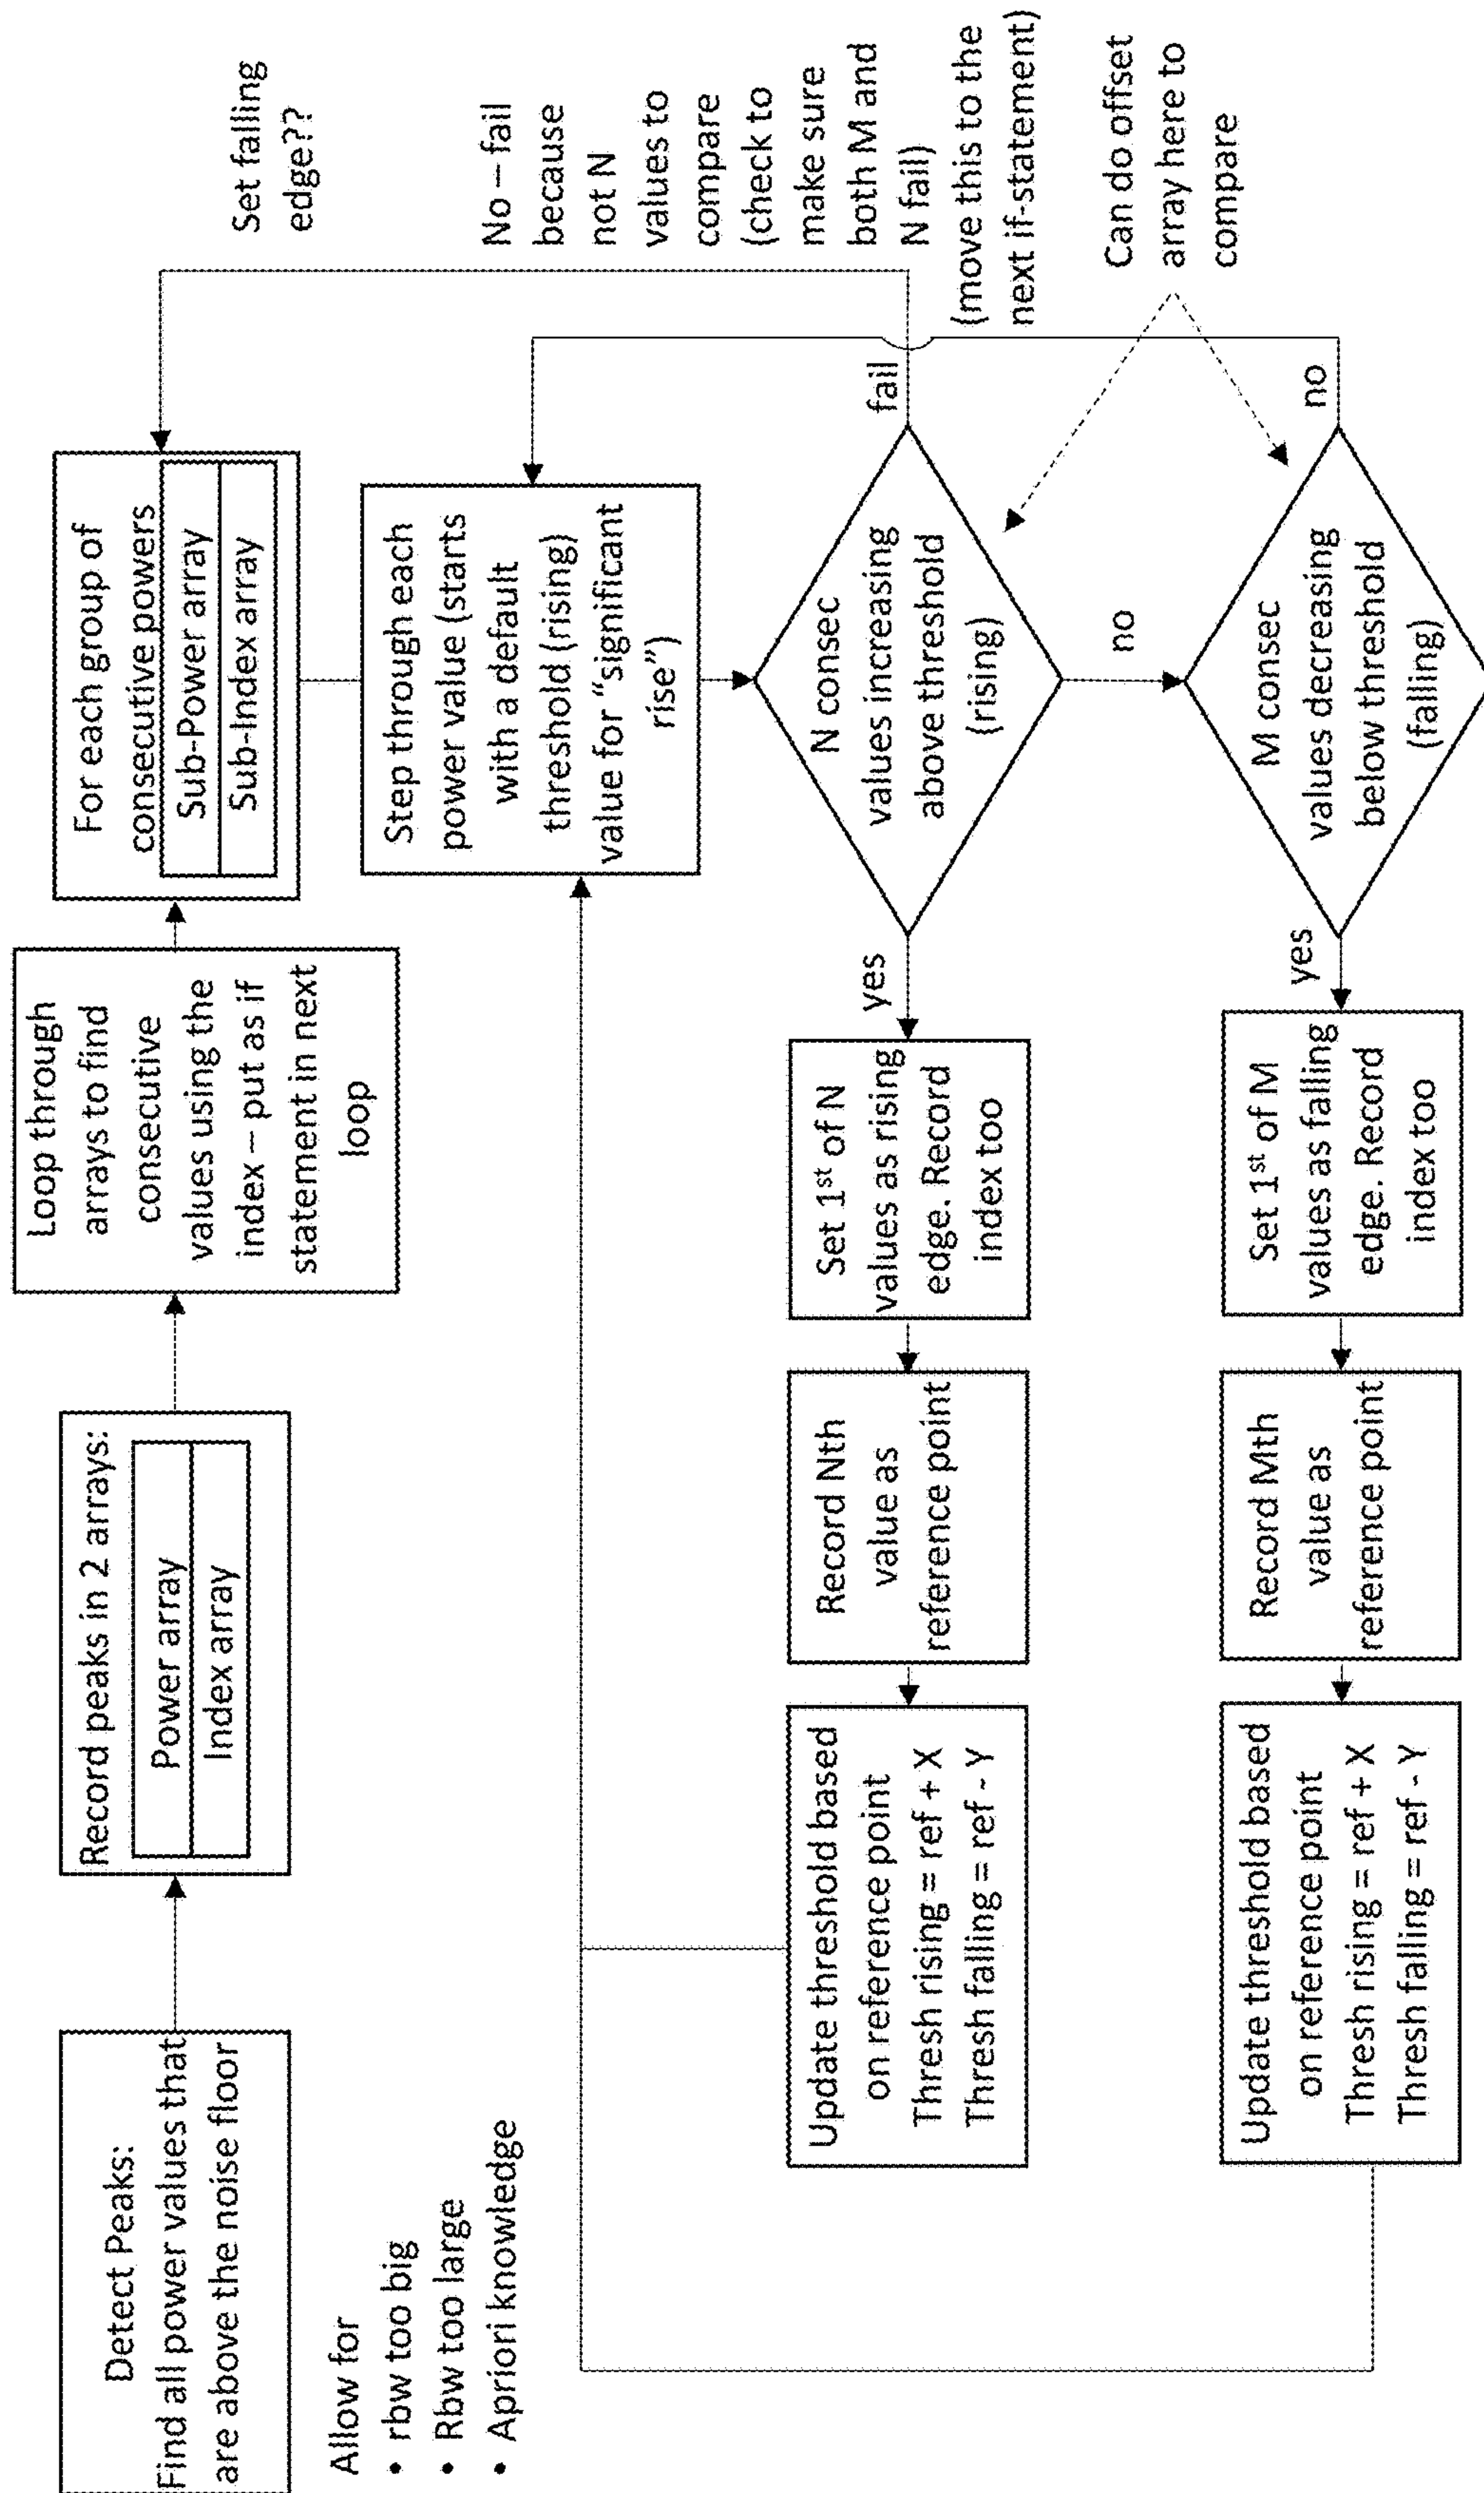 Detect Peaks:
Find all power values that
are above the noise floor
Allow for
• rbw too big
• Rbw too large
• Apriori knowledge
Record peaks in 2 arrays:
Power array
Index array
Loop through
arrays to find
consecutive
values using the
index – put as if
statement in next
loop
For each group of
consecutive powers
Sub-Power array
Sub-Index array
Set falling
edge??
Step through each
power value (starts
with a default
threshold (rising)
value for “significant
rise”)
No – fail
because
not N
values to
compare
(check to
make sure
both M and
N fail)
(move this to the
next if-statement)
Can do offset
array here to
compare
N consec
values increasing
above threshold
(rising)
fail
yes
no
Set 1st of N
values as rising
edge. Record
index too
Record Nth
value as
reference point
Update threshold based
on reference point
Thresh rising = ref + X
Thresh falling = ref - Y
M consec
values decreasing
below threshold
(falling)
no
yes
Set 1st of M
values as falling
edge. Record
index too
Record Mth
value as
reference point
Update threshold based
on reference point
Thresh rising = ref + X
Thresh falling = ref - Y